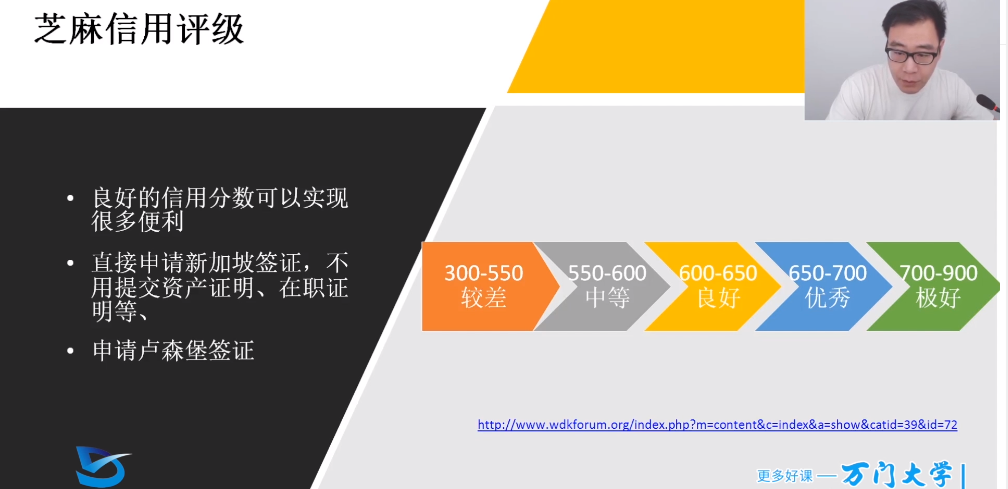 芝麻信用评级
• 良好的信用分数可以实现
很多便利
• 直接申请新加坡签证，不
用提交资产证明、在职证
明等、
• 申请卢森堡签证
300-550
较差
550-600
中等
600-650
良好
650-700
优秀
700-900
极好
http://www.wdkforum.org/index.php?m=content&c=index&a=show&catid=39&id=72
更多好课 — 万门大学